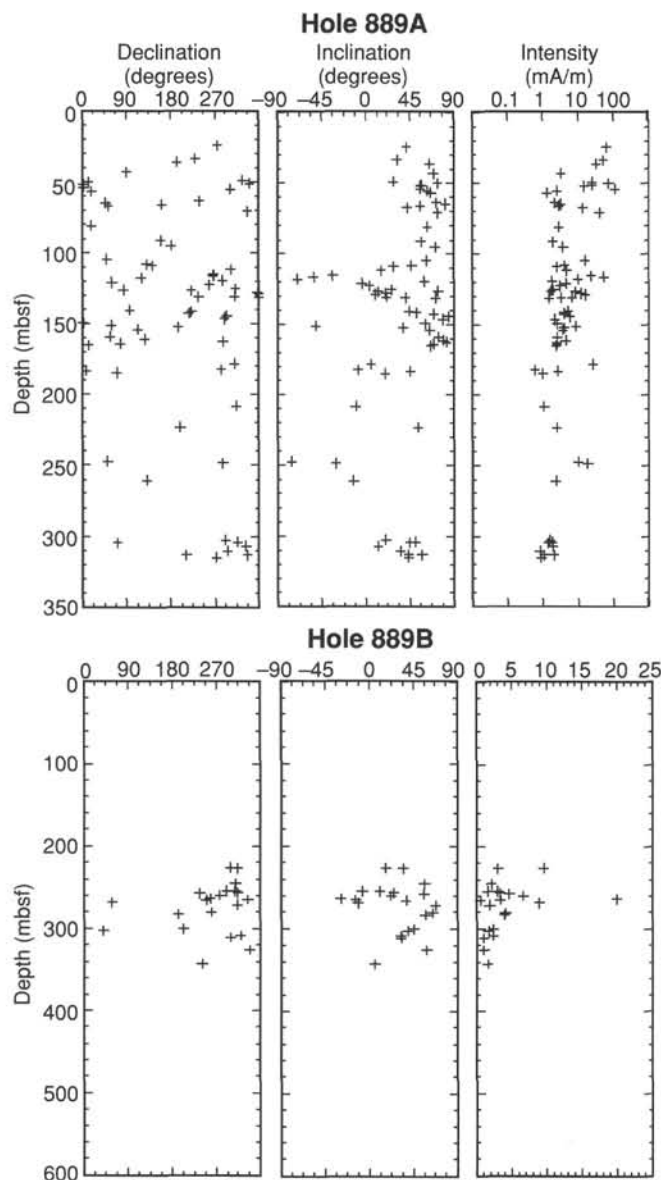 Hole 889A
Declination Inclination Intensity
(degrees) (degrees) (mA/m)
0 90 180 270 −90 −45 0 45 90 0.1 1 10 100
0
50
100
150
200
250
300
350
Depth (mbsf)
Hole 889B
0 90 180 270 −90 −45 0 45 90 0 5 10 15 20 25
0
100
200
300
400
500
600
Depth (mbsf)